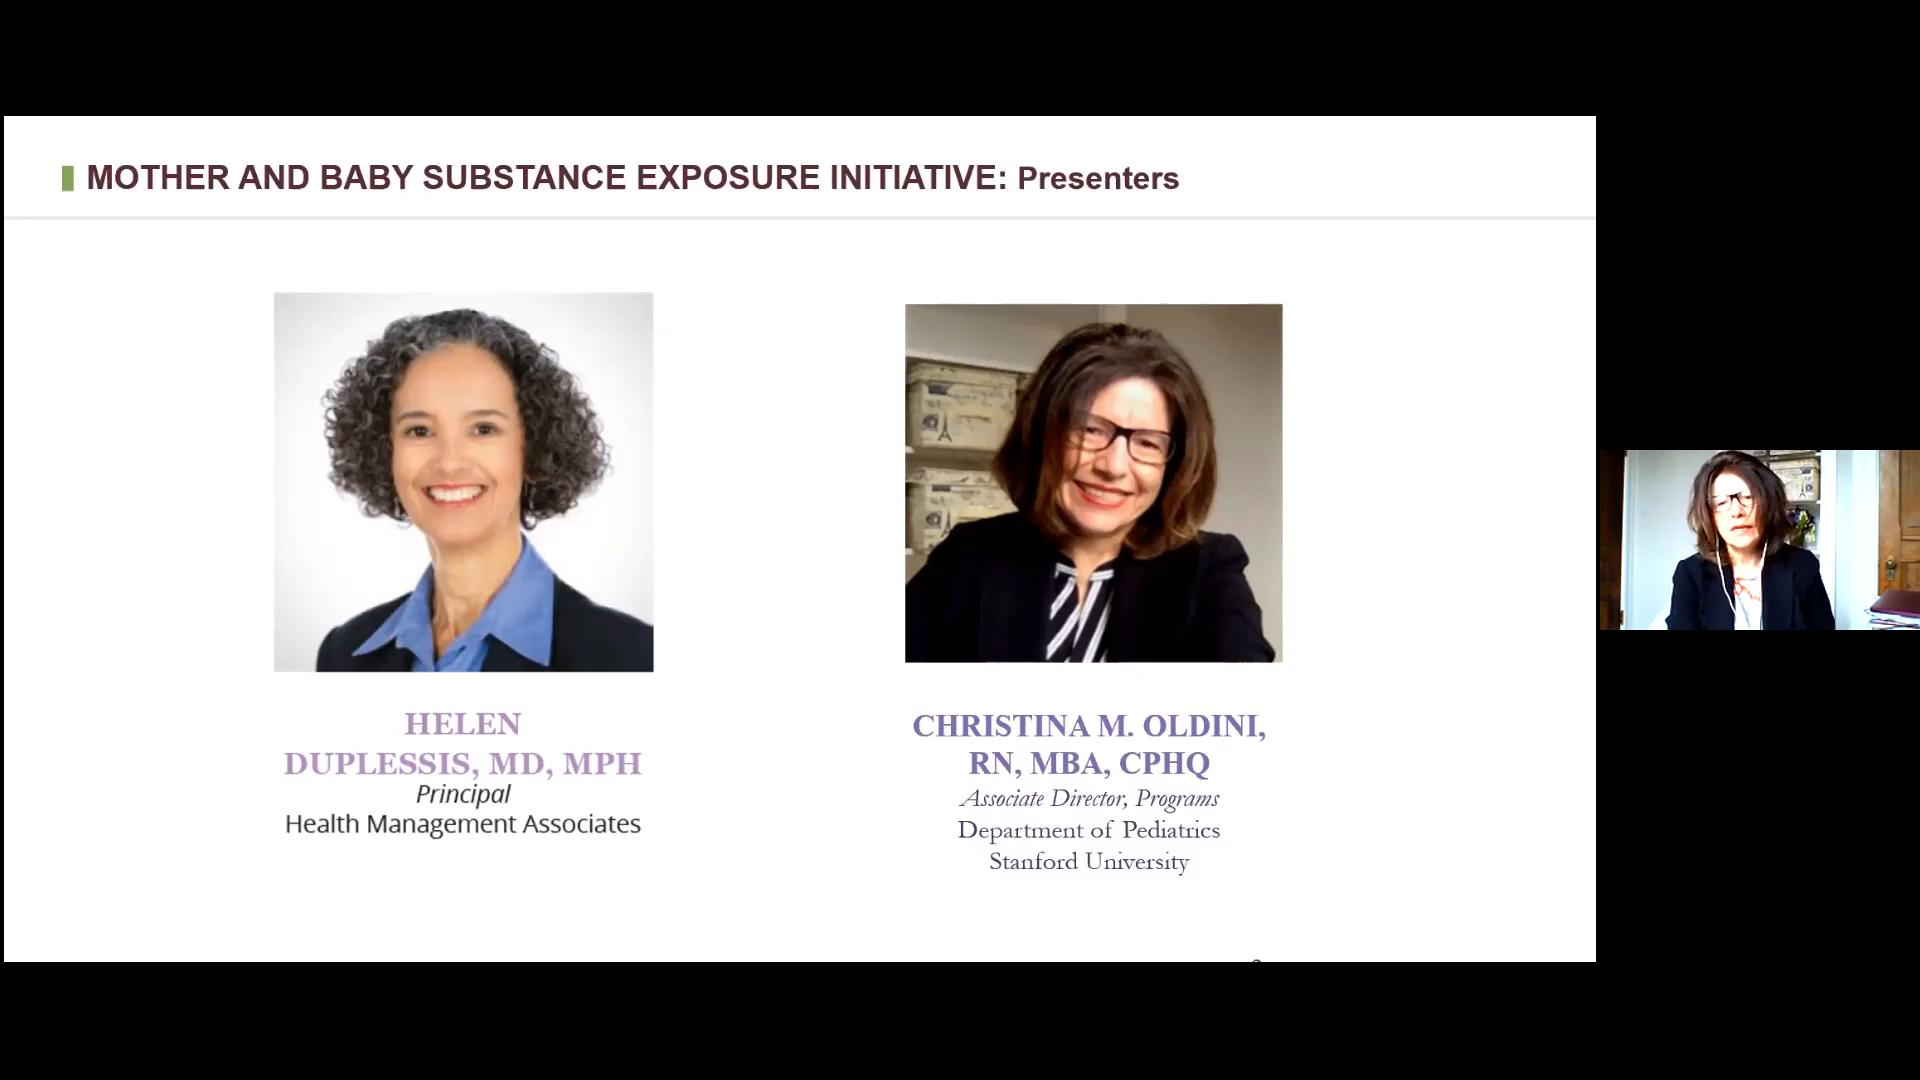 MOTHER AND BABY SUBSTANCE EXPOSURE INITIATIVE: Presenters
HELEN
DUPLESSIS, MD, MPH
Principal
Health Management Associates
CHRISTINA M. OLDINI,
RN, MBA, CPHQ
Associate Director, Programs
Department of Pediatrics
Stanford University